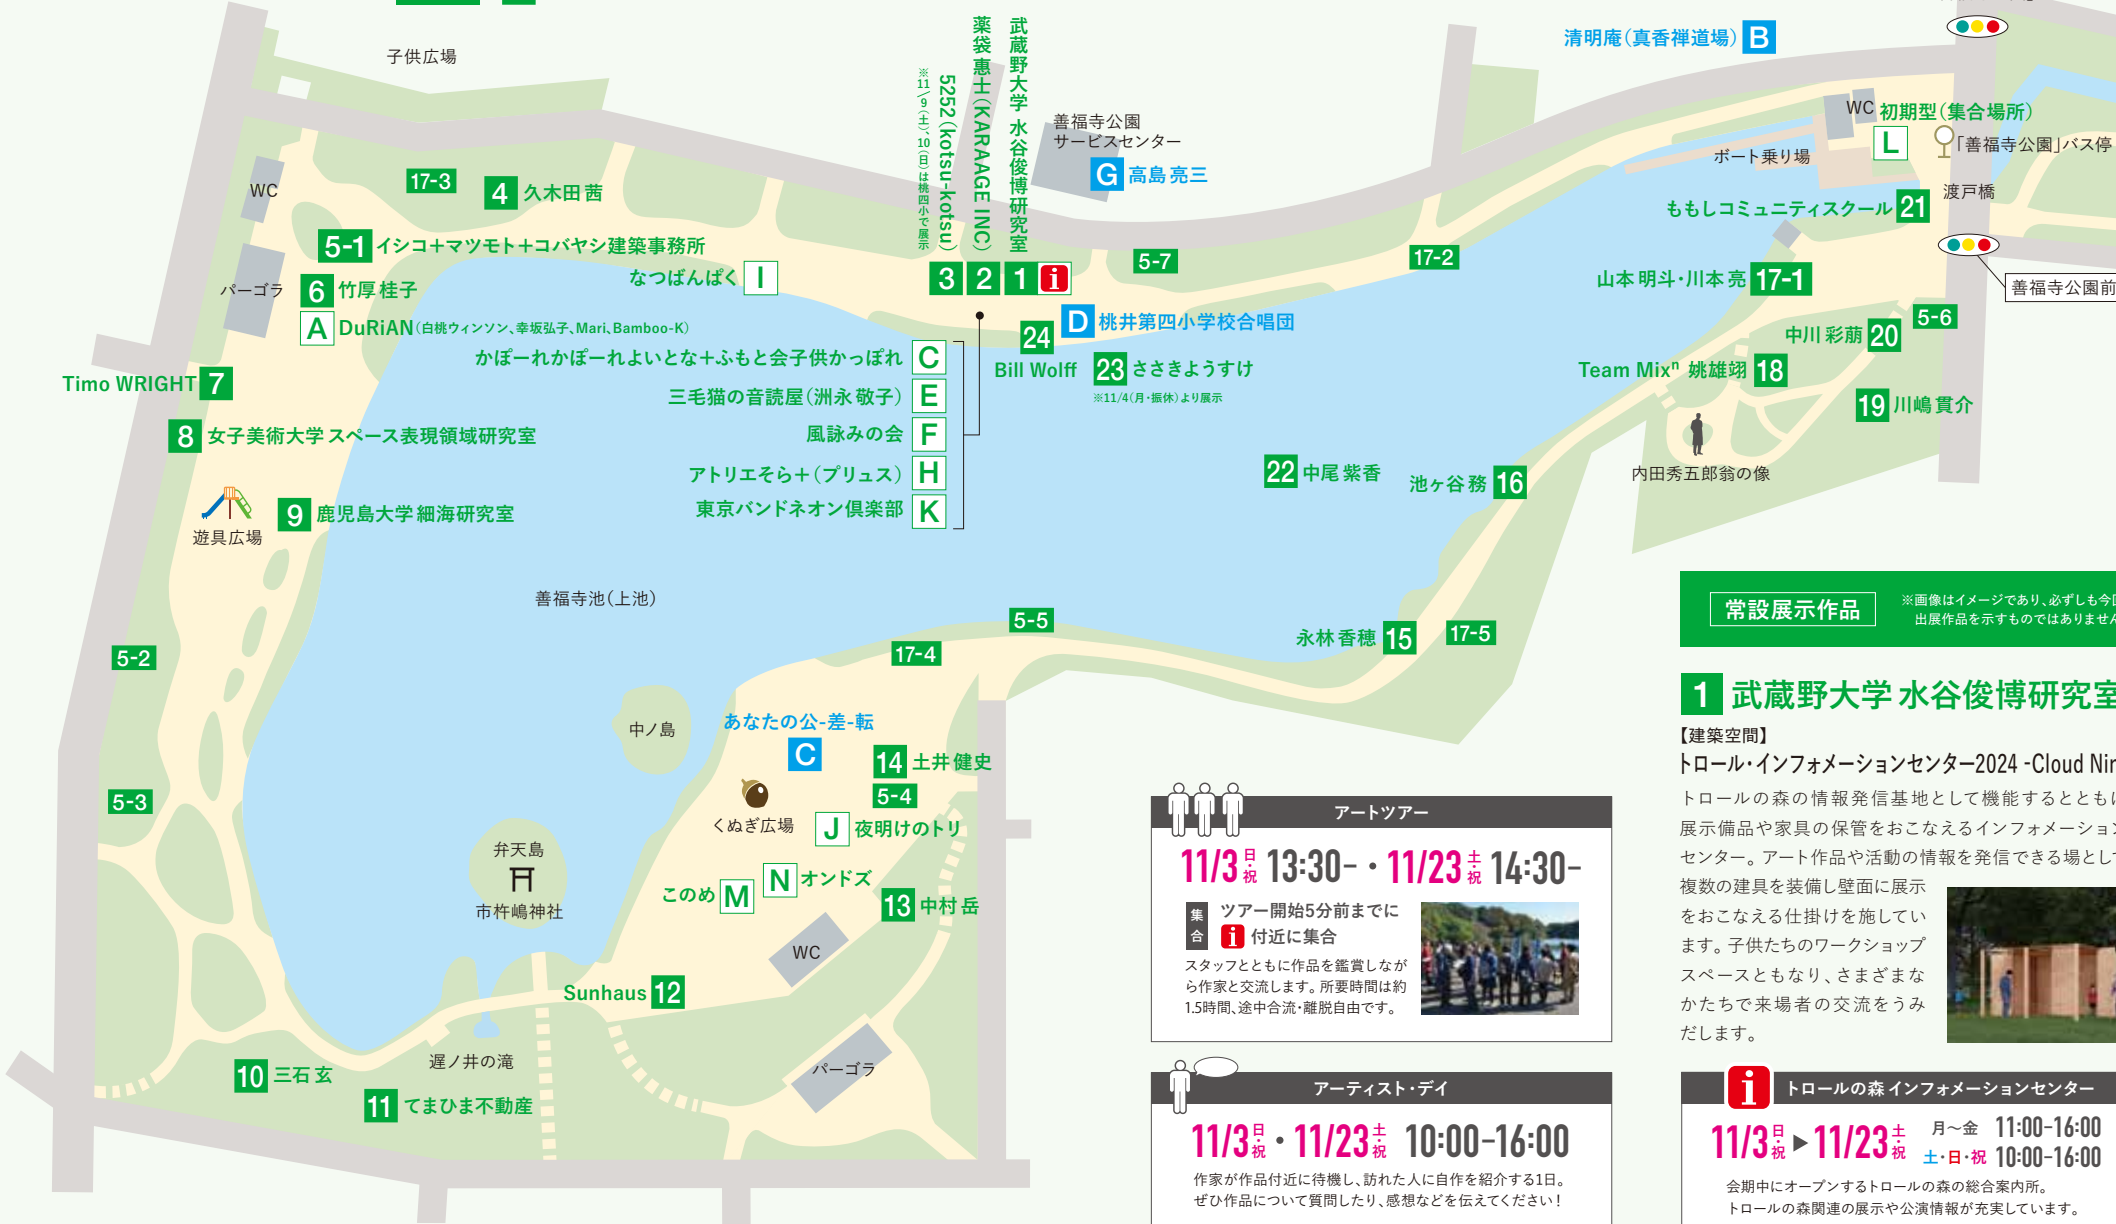 子供広場
WC
17-3
4 久木田 茜
5-1 イシコ+マツモト+コバヤシ建築事務所
なつばんぱく I
パーゴラ
6 竹厚 桂子
A DuRiAN(白桃ウィンソン、幸坂弘子、Mari、Bamboo-K)
Timo WRIGHT 7
8 女子美術大学 スペース表現領域研究室
遊具広場
9 鹿児島大学 細海研究室
武蔵野大学 水谷俊博研究室
薬袋 惠士(KARAAGE INC)
5252(kotsu-kotsu)
※11/9(土)、10(日)は桃四小で展示
3 2 1 i
善福寺公園
サービスセンター
G 高島 亮三
5-7
D 桃井第四小学校合唱団
24
Bill Wolff
23 ささきようすけ
※11/4(月・振休)より展示
かぽーれかぽーれよいとな+ふもと会子供かっぽれ C
三毛猫の音読屋(洲永 敬子) E
風詠みの会 F
アトリエそら+(プリュス) H
東京バンドネオン倶楽部 K
清明庵(真香禅道場) B
17-2
WC
初期型(集合場所)
L
「善福寺公園」バス停
ボート乗り場
渡戸橋
ももしコミュニティスクール 21
善福寺公園前
山本 明斗・川本 亮 17-1
5-6
中川 彩萠 20
Team Mixⁿ 姚雄翊 18
19 川嶋 貫介
内田秀五郎翁の像
22 中尾 紫香
池ヶ谷 務 16
善福寺池(上池)
5-5
17-4
永林 香穂 15
17-5
5-2
5-3
中ノ島
あなたの公-差-転
C
14 土井 健史
5-4
くぬぎ広場
J 夜明けのトリ
弁天島
市杵嶋神社
このめ M
N オンドズ
13 中村 岳
WC
Sunhaus 12
遅ノ井の滝
パーゴラ
10 三石 玄
11 てまひま不動産
アートツアー
11/3 日・祝 13:30- ・ 11/23 土・祝 14:30-
集合
ツアー開始5分前までに
i 付近に集合
スタッフとともに作品を鑑賞しなが
ら作家と交流します。所要時間は約
1.5時間、途中合流・離脱自由です。
アーティスト・デイ
11/3 日・祝 ・ 11/23 土・祝 10:00-16:00
作家が作品付近に待機し、訪れた人に自作を紹介する1日。
ぜひ作品について質問したり、感想などを伝えてください！
常設展示作品
※画像はイメージであり、必ずしも今
出展作品を示すものではありません
1 武蔵野大学 水谷俊博研究室
【建築空間】
トロール・インフォメーションセンター2024 -Cloud Nin
トロールの森の情報発信基地として機能するととも
展示備品や家具の保管をおこなえるインフォメーション
センター。アート作品や活動の情報を発信できる場として
複数の建具を装備し壁面に展示
をおこなえる仕掛けを施してい
ます。子供たちのワークショップ
スペースともなり、さまざまな
かたちで来場者の交流をうみ
だします。
i トロールの森 インフォメーションセンター
11/3 日・祝 ▶ 11/23 土・祝
月〜金 11:00-16:00
土・日・祝 10:00-16:00
会期中にオープンするトロールの森の総合案内所。
トロールの森関連の展示や公演情報が充実しています。